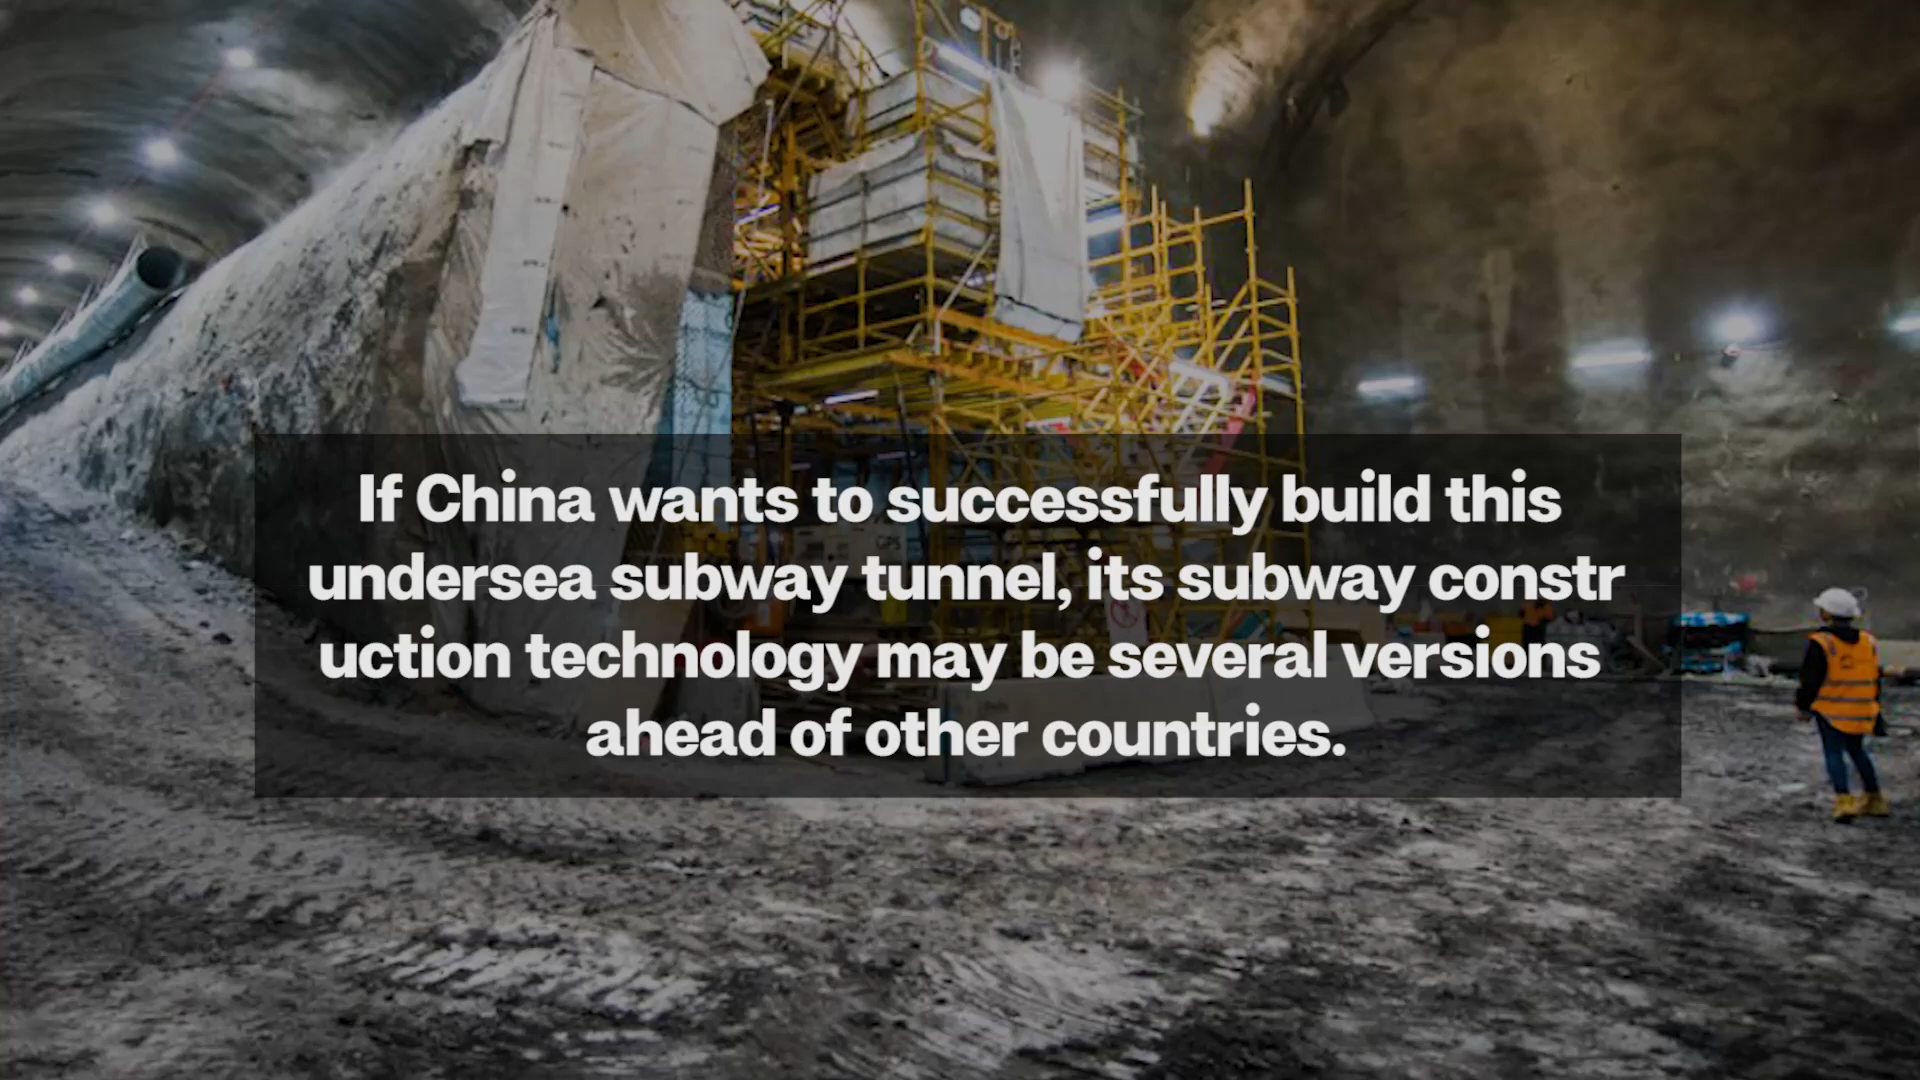 If China wants to successfully build this
undersea subway tunnel, its subway constr
uction technology may be several versions
ahead of other countries.